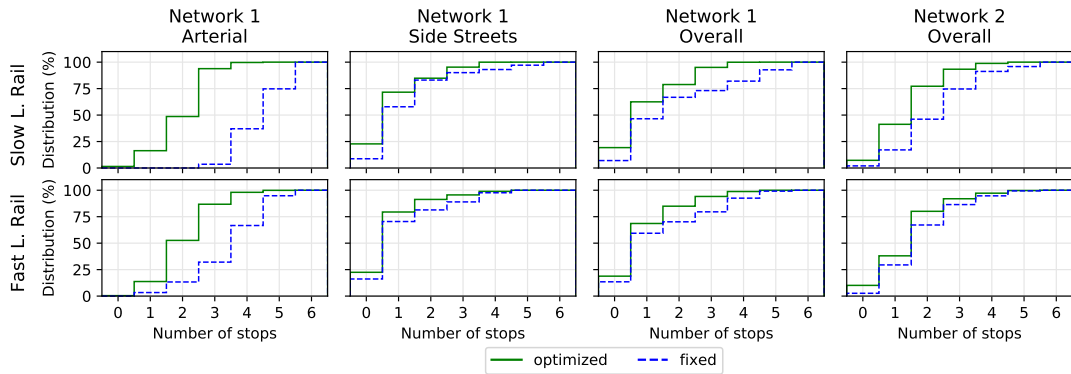 Network 1
Arterial
Network 1
Side Streets
Network 1
Overall
Network 2
Overall
Slow L. Rail
Distribution (%)
100
75
50
25
0
Fast L. Rail
Distribution (%)
100
75
50
25
0
0 1 2 3 4 5 6
Number of stops
0 1 2 3 4 5 6
Number of stops
0 1 2 3 4 5 6
Number of stops
0 1 2 3 4 5 6
Number of stops
optimized fixed